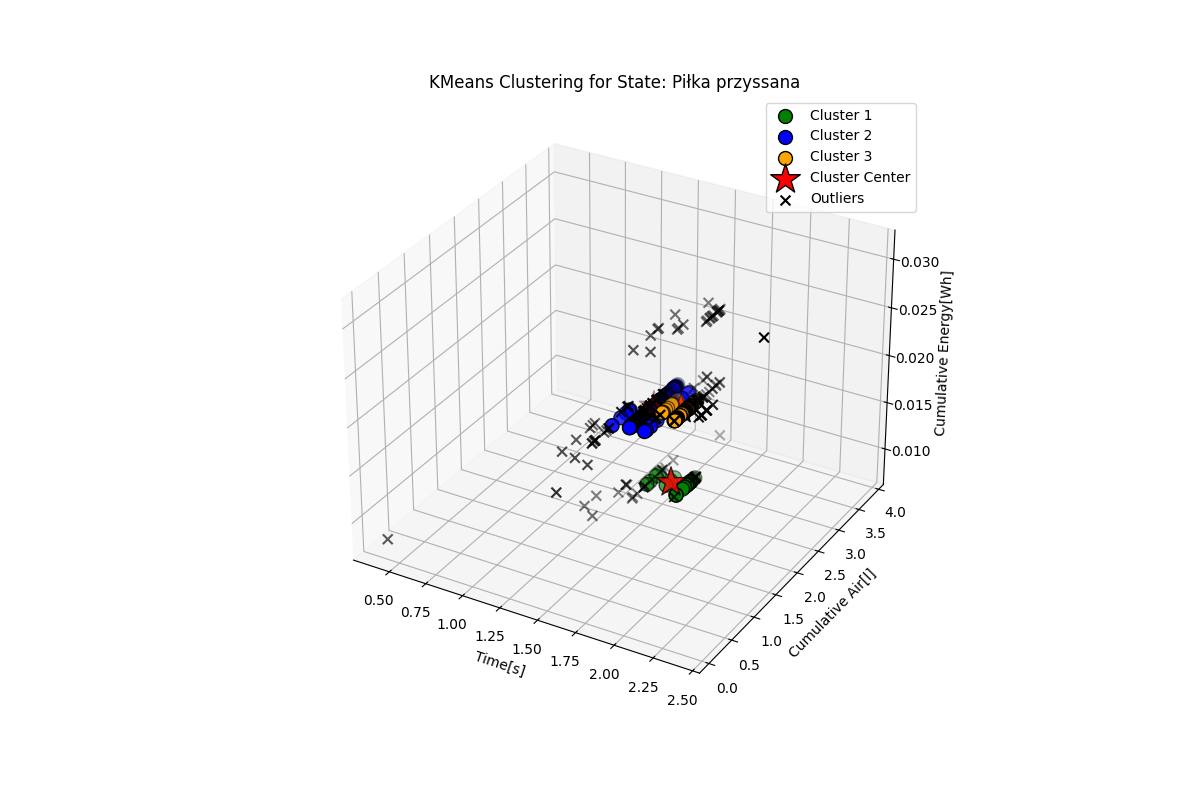 KMeans Clustering for State: Piłka przyssana
Cluster 1
Cluster 2
Cluster 3
Cluster Center
Outliers
0.030
0.025
0.020
0.015
0.010
Cumulative Energy[Wh]
4.0
3.5
3.0
2.5
2.0
1.5
1.0
0.5
0.0
Cumulative Air[l]
0.50
0.75
1.00
1.25
1.50
1.75
2.00
2.25
2.50
Time[s]